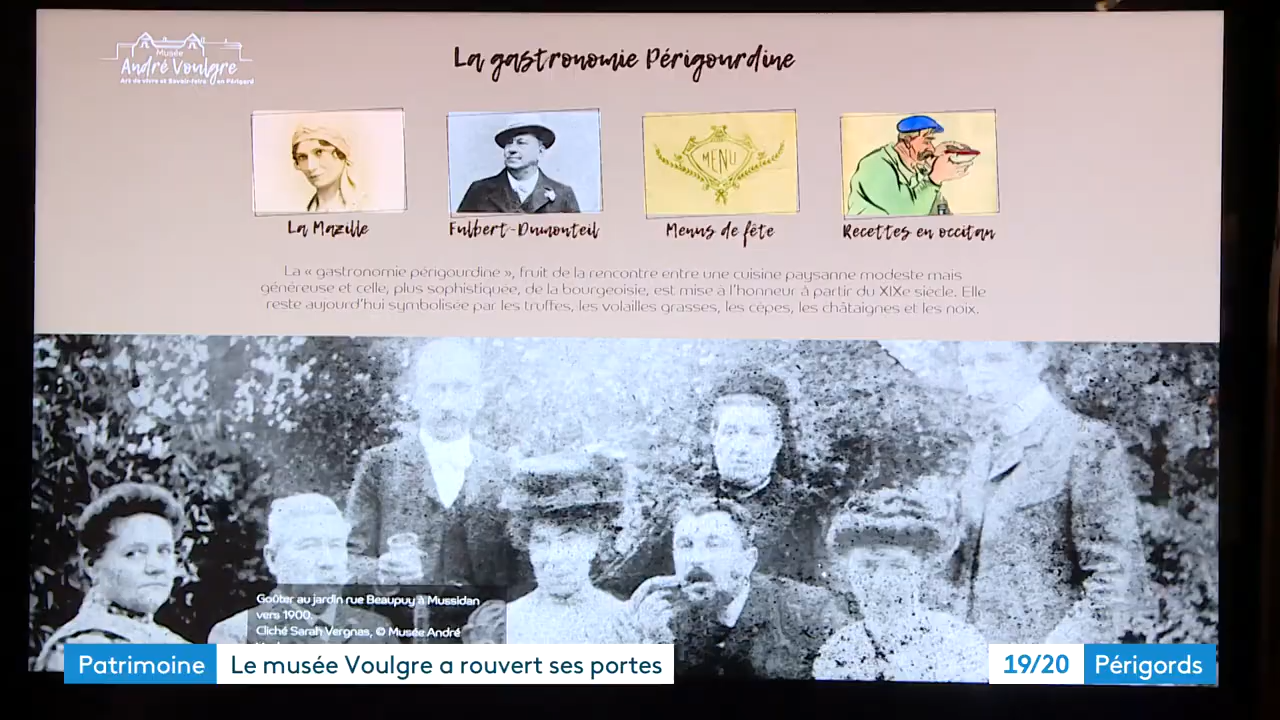 Musée
André Voulgre
Art de vivre et Savoir-faire en Périgord
La gastronomie Périgourdine
MENU
La Mazille
Fulbert-Dumonteil
Menus de fête
Recettes en occitan
La « gastronomie périgourdine », fruit de la rencontre entre une cuisine paysanne modeste mais
généreuse et celle, plus sophistiquée, de la bourgeoisie, est mise à l'honneur à partir du XIXe siècle. Elle
reste aujourd'hui symbolisée par les truffes, les volailles grasses, les cèpes, les châtaignes et les noix.
Goûter au jardin rue Beaupuy à Mussidan
vers 1900.
Cliché Sarah Vergnas, © Musée André
Patrimoine
Le musée Voulgre a rouvert ses portes
19/20
Périgords